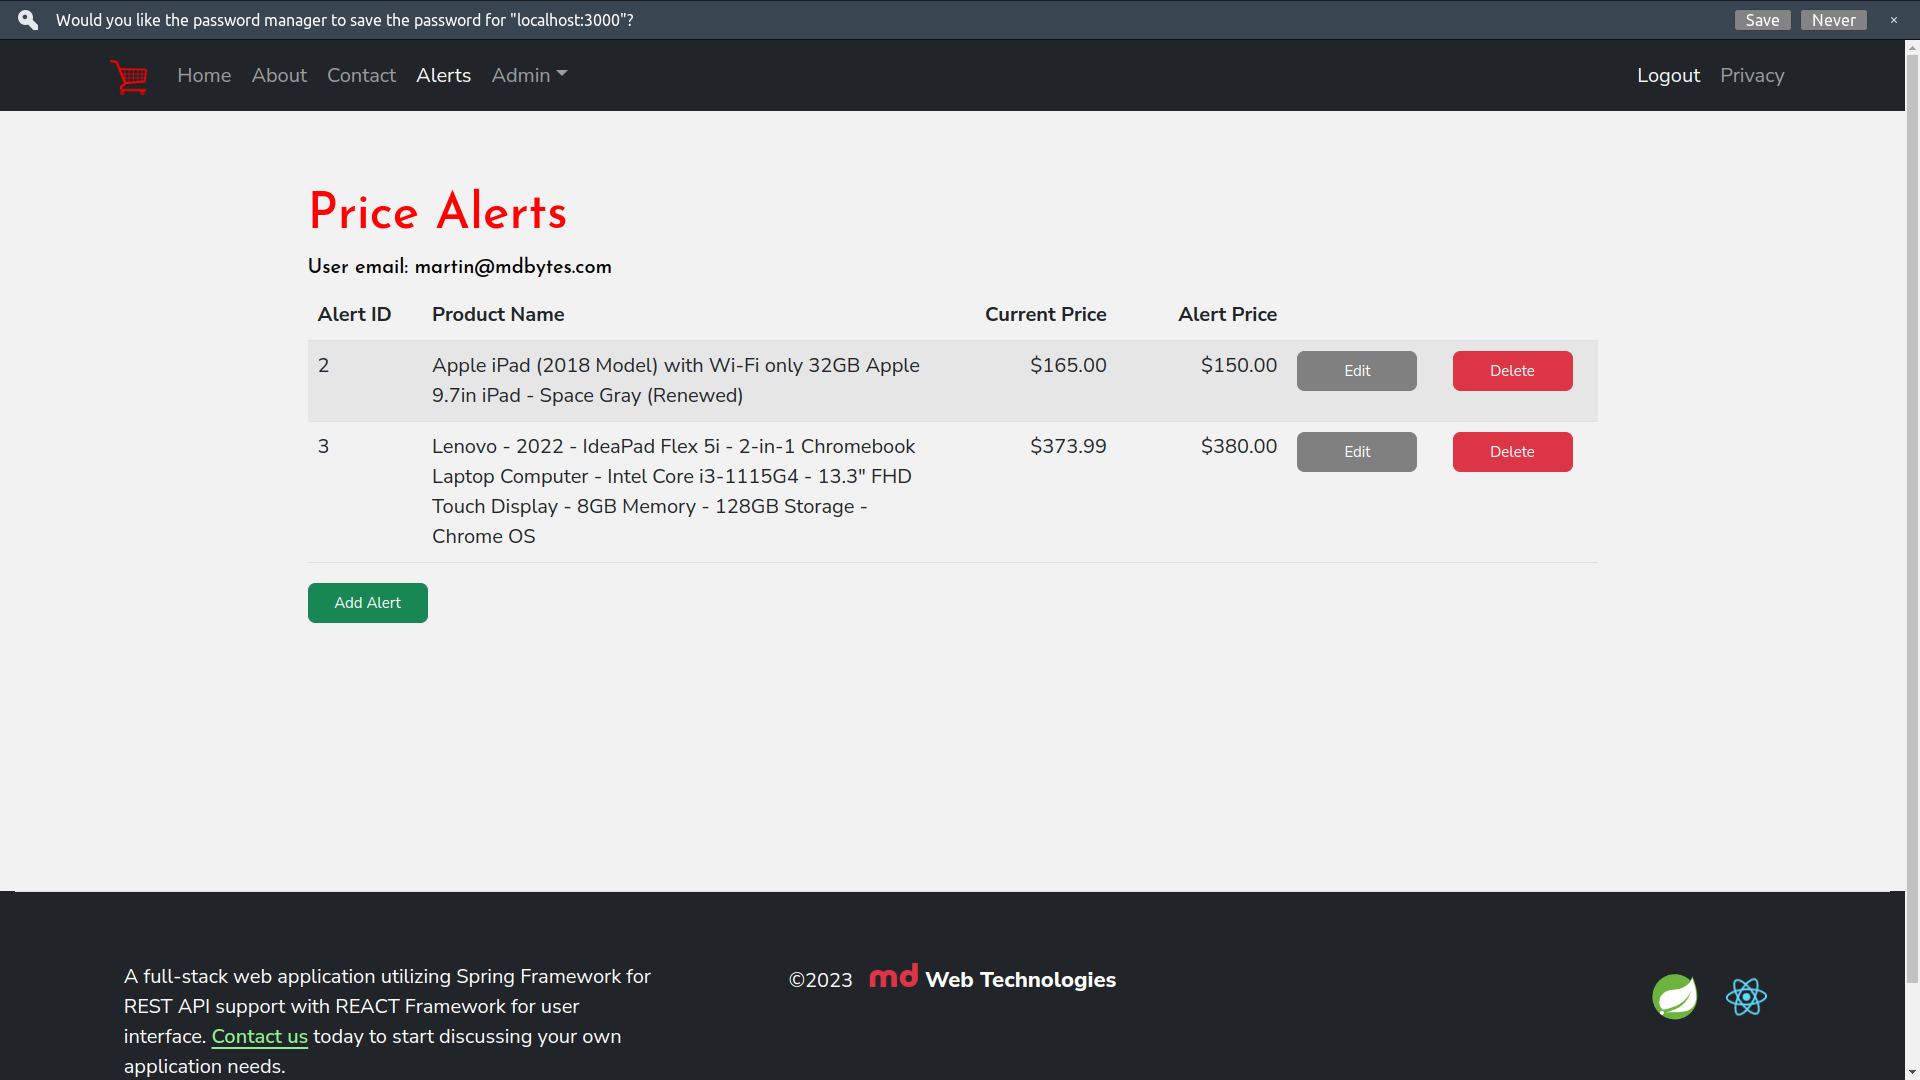 Would you like the password manager to save the password for "localhost:3000"? Save Never ×
Home About Contact Alerts Admin Logout Privacy
Price Alerts
User email: martin@mdbytes.com
Alert ID Product Name Current Price Alert Price
2 Apple iPad (2018 Model) with Wi-Fi only 32GB Apple $165.00 $150.00 Edit Delete
9.7in iPad - Space Gray (Renewed)
3 Lenovo - 2022 - IdeaPad Flex 5i - 2-in-1 Chromebook $373.99 $380.00 Edit Delete
Laptop Computer - Intel Core i3-1115G4 - 13.3" FHD
Touch Display - 8GB Memory - 128GB Storage -
Chrome OS
Add Alert
A full-stack web application utilizing Spring Framework for
REST API support with REACT Framework for user
interface. Contact us today to start discussing your own
application needs.
©2023 md Web Technologies